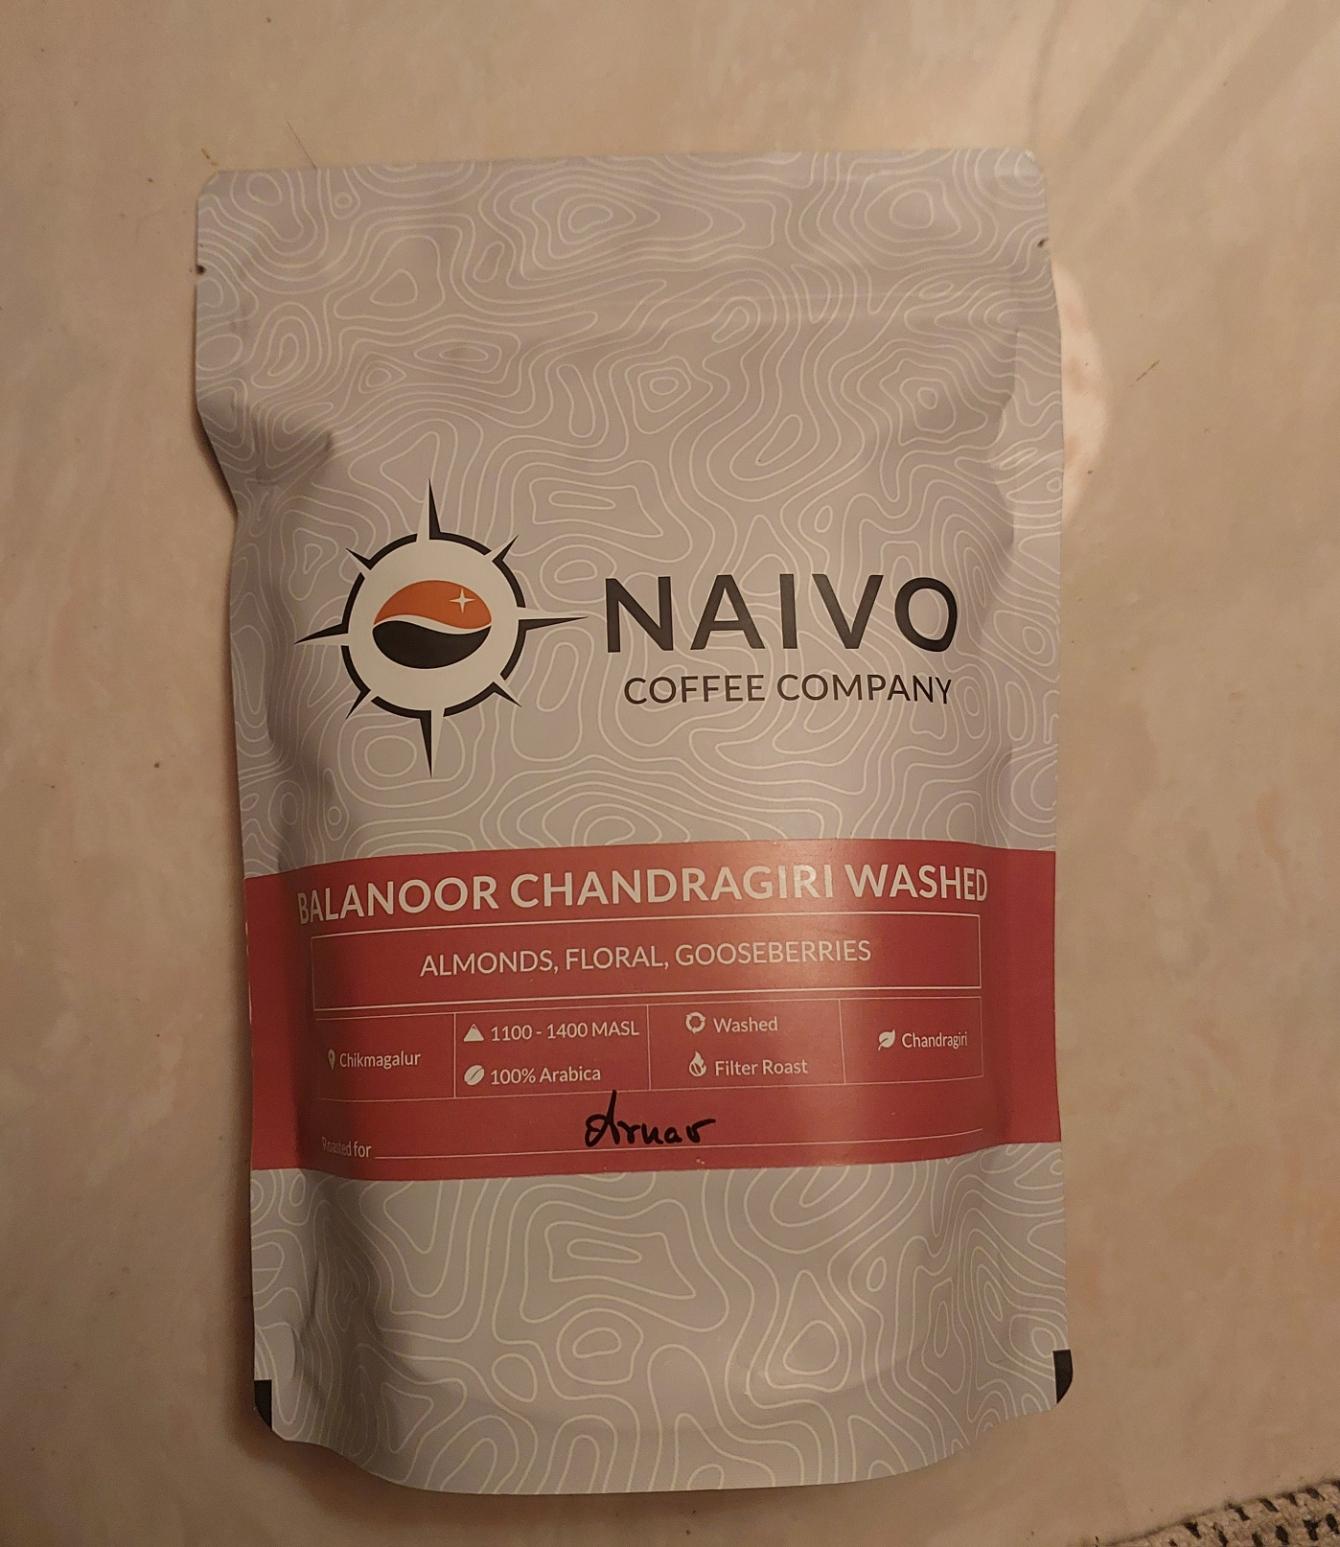 NAIVO
COFFEE COMPANY
BALANOOR CHANDRAGIRI WASHED
ALMONDS, FLORAL, GOOSEBERRIES
Chikmagalur
1100 - 1400 MASL
100% Arabica
Washed
Filter Roast
Chandragiri
Roasted for Arnav